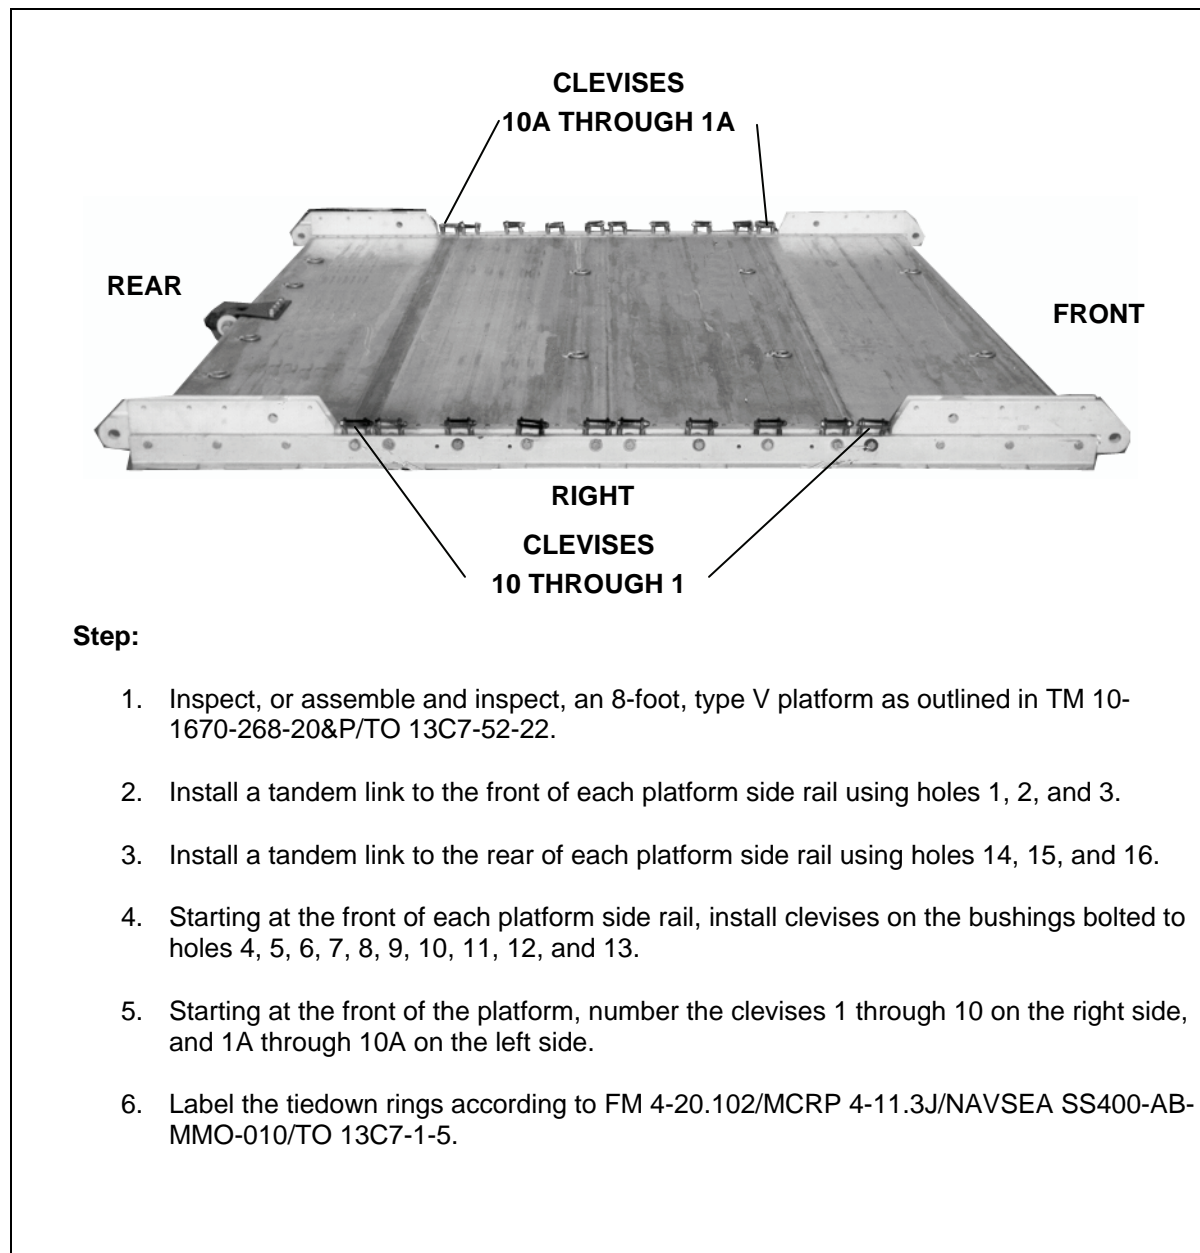 CLEVISES
10A THROUGH 1A
REAR
FRONT
RIGHT
CLEVISES
10 THROUGH 1
Step:
1. Inspect, or assemble and inspect, an 8-foot, type V platform as outlined in TM 10-
1670-268-20&P/TO 13C7-52-22.
2. Install a tandem link to the front of each platform side rail using holes 1, 2, and 3.
3. Install a tandem link to the rear of each platform side rail using holes 14, 15, and 16.
4. Starting at the front of each platform side rail, install clevises on the bushings bolted to
holes 4, 5, 6, 7, 8, 9, 10, 11, 12, and 13.
5. Starting at the front of the platform, number the clevises 1 through 10 on the right side,
and 1A through 10A on the left side.
6. Label the tiedown rings according to FM 4-20.102/MCRP 4-11.3J/NAVSEA SS400-AB-
MMO-010/TO 13C7-1-5.